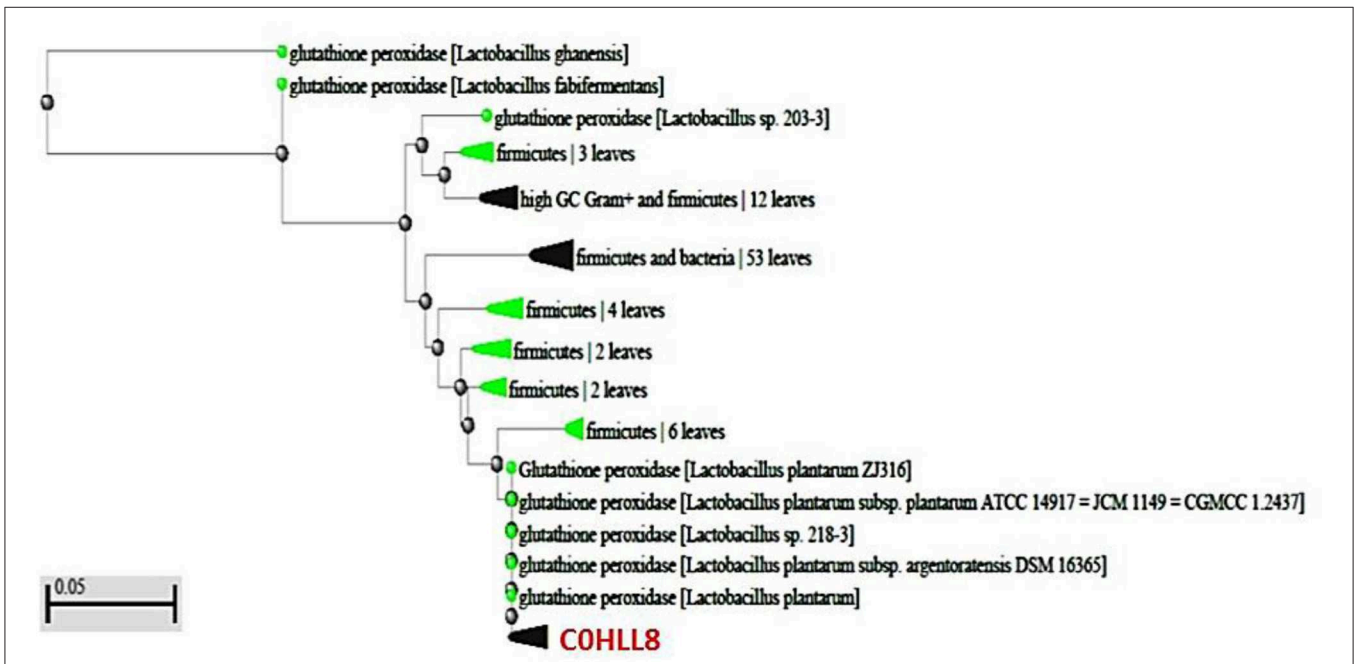 glutathione peroxidase [Lactobacillus ghanensis]
glutathione peroxidase [Lactobacillus fabifermentans]
glutathione peroxidase [Lactobacillus sp. 203-3]
firmicutes | 3 leaves
high GC Gram+ and firmicutes | 12 leaves
firmicutes and bacteria | 53 leaves
firmicutes | 4 leaves
firmicutes | 2 leaves
firmicutes | 2 leaves
firmicutes | 6 leaves
Glutathione peroxidase [Lactobacillus plantarum ZJ316]
glutathione peroxidase [Lactobacillus plantarum subsp. plantarum ATCC 14917 = JCM 1149 = CGMCC 1.2437]
glutathione peroxidase [Lactobacillus sp. 218-3]
glutathione peroxidase [Lactobacillus plantarum subsp. argentoratensis DSM 16365]
glutathione peroxidase [Lactobacillus plantarum]
0.05
C0HLL8